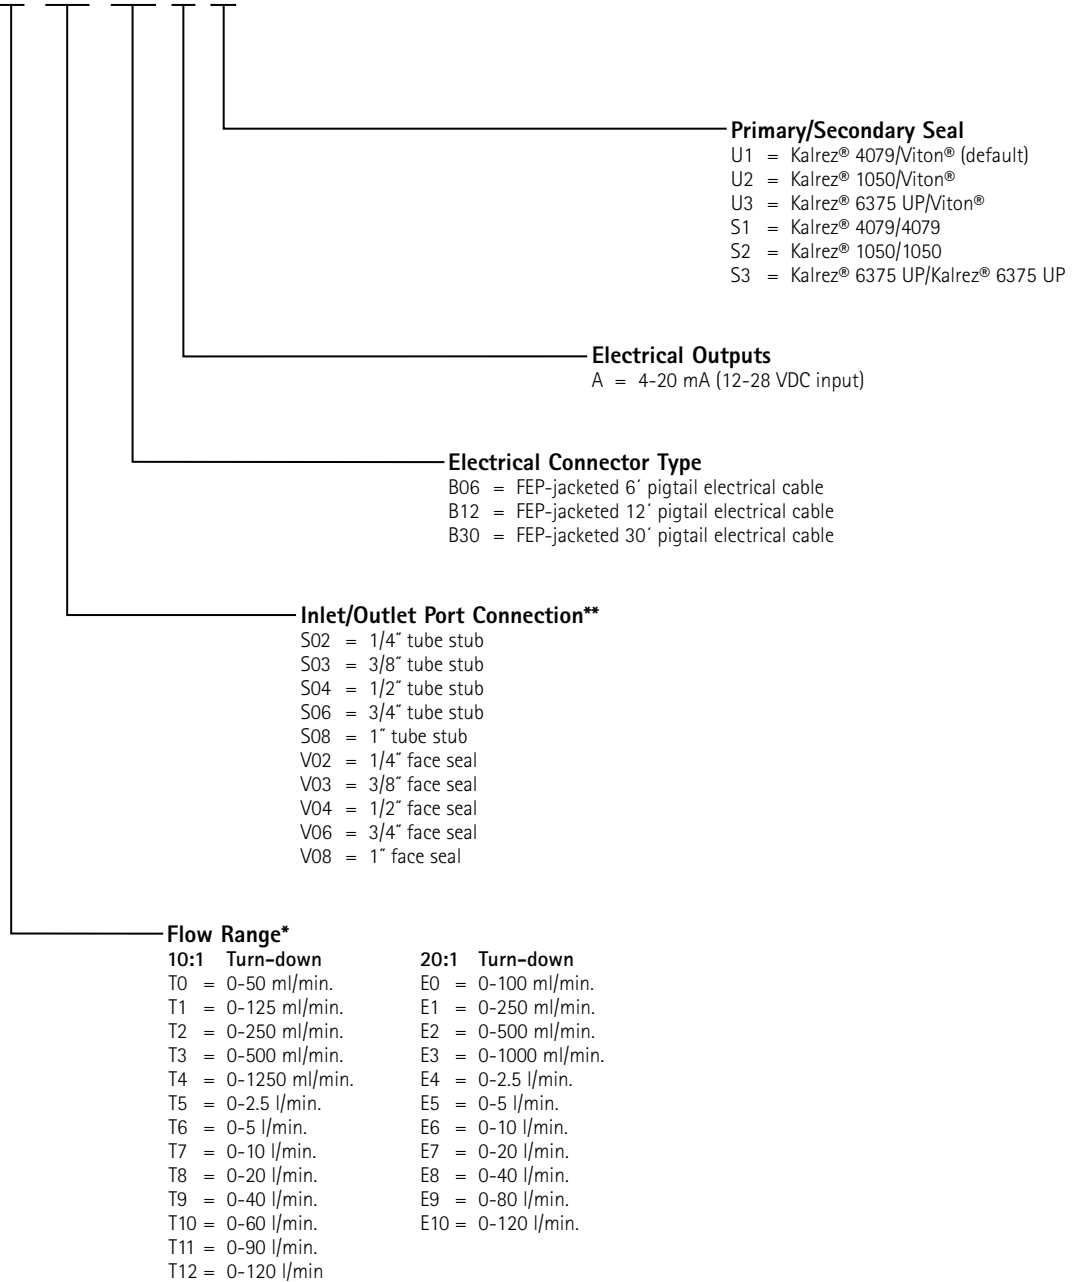 Primary/Secondary Seal
U1 = Kalrez® 4079/Viton® (default)
U2 = Kalrez® 1050/Viton®
U3 = Kalrez® 6375 UP/Viton®
S1 = Kalrez® 4079/4079
S2 = Kalrez® 1050/1050
S3 = Kalrez® 6375 UP/Kalrez® 6375 UP
Electrical Outputs
A = 4-20 mA (12-28 VDC input)
Electrical Connector Type
B06 = FEP-jacketed 6´ pigtail electrical cable
B12 = FEP-jacketed 12´ pigtail electrical cable
B30 = FEP-jacketed 30´ pigtail electrical cable
Inlet/Outlet Port Connection**
S02 = 1/4˝ tube stub
S03 = 3/8˝ tube stub
S04 = 1/2˝ tube stub
S06 = 3/4˝ tube stub
S08 = 1˝ tube stub
V02 = 1/4˝ face seal
V03 = 3/8˝ face seal
V04 = 1/2˝ face seal
V06 = 3/4˝ face seal
V08 = 1˝ face seal
Flow Range*
10:1 Turn-down
T0 = 0-50 ml/min.
T1 = 0-125 ml/min.
T2 = 0-250 ml/min.
T3 = 0-500 ml/min.
T4 = 0-1250 ml/min.
T5 = 0-2.5 l/min.
T6 = 0-5 l/min.
T7 = 0-10 l/min.
T8 = 0-20 l/min.
T9 = 0-40 l/min.
T10 = 0-60 l/min.
T11 = 0-90 l/min.
T12 = 0-120 l/min
20:1 Turn-down
E0 = 0-100 ml/min.
E1 = 0-250 ml/min.
E2 = 0-500 ml/min.
E3 = 0-1000 ml/min.
E4 = 0-2.5 l/min.
E5 = 0-5 l/min.
E6 = 0-10 l/min.
E7 = 0-20 l/min.
E8 = 0-40 l/min.
E9 = 0-80 l/min.
E10 = 0-120 l/min.